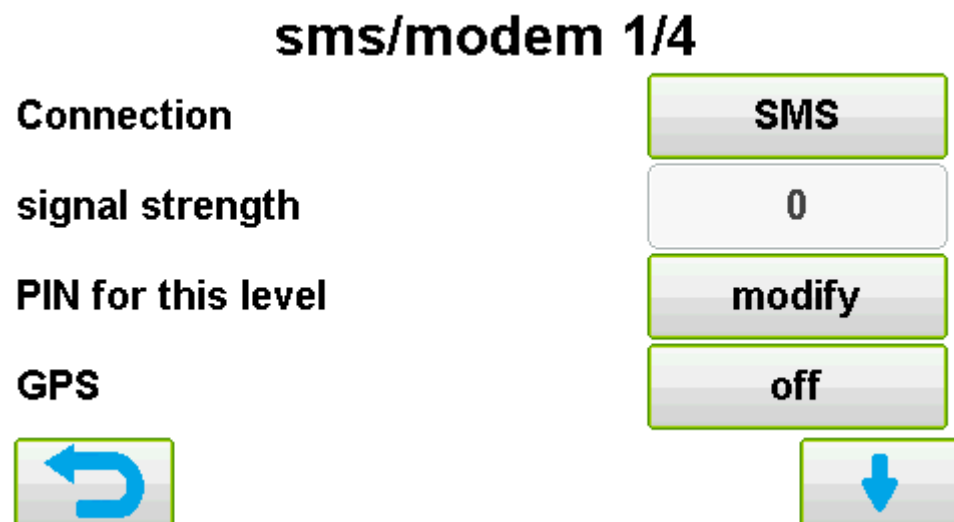 sms/modem 1/4
Connection SMS
signal strength 0
PIN for this level modify
GPS off